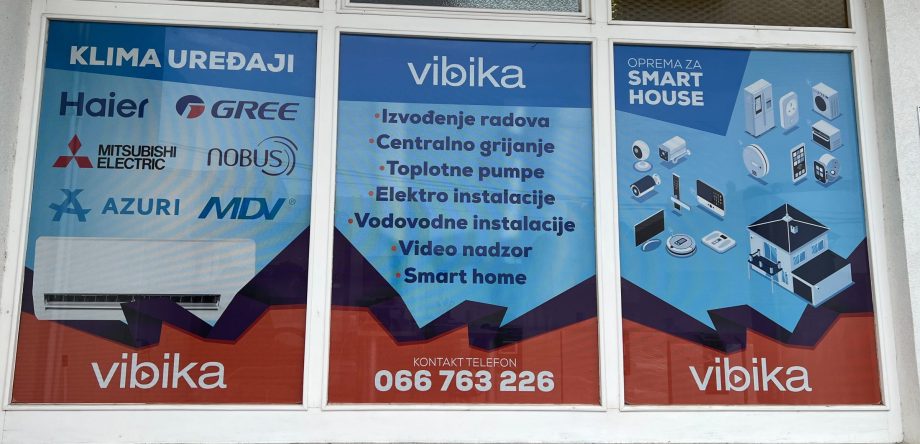 KLIMA UREĐAJI
Haier
GREE
MITSUBISHI
ELECTRIC
NOBUS
AZURI
MDV®
vibika
vibika
•Izvođenje radova
•Centralno grijanje
•Toplotne pumpe
•Elektro instalacije
•Vodovodne instalacije
•Video nadzor
•Smart home
KONTAKT TELEFON
066 763 226
OPREMA ZA
SMART
HOUSE
vibika